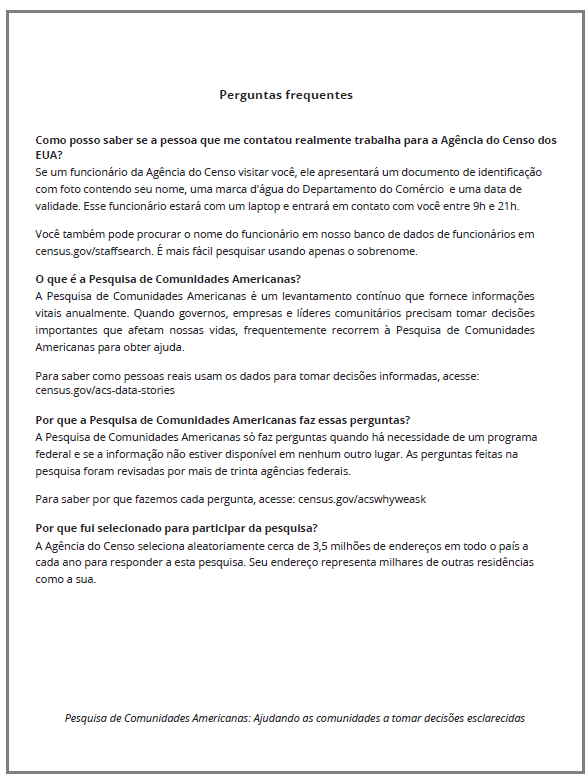 Perguntas frequentes
Como posso saber se a pessoa que me contatou realmente trabalha para a Agência do Censo dos
EUA?
Se um funcionário da Agência do Censo visitar você, ele apresentará um documento de identificação
com foto contendo seu nome, uma marca d'água do Departamento do Comércio e uma data de
validade. Esse funcionário estará com um laptop e entrará em contato com você entre 9h e 21h.
Você também pode procurar o nome do funcionário em nosso banco de dados de funcionários em
census.gov/staffsearch. É mais fácil pesquisar usando apenas o sobrenome.
O que é a Pesquisa de Comunidades Americanas?
A Pesquisa de Comunidades Americanas é um levantamento contínuo que fornece informações
vitais anualmente. Quando governos, empresas e líderes comunitários precisam tomar decisões
importantes que afetam nossas vidas, frequentemente recorrem à Pesquisa de Comunidades
Americanas para obter ajuda.
Para saber como pessoas reais usam os dados para tomar decisões informadas, acesse:
census.gov/acs-data-stories
Por que a Pesquisa de Comunidades Americanas faz essas perguntas?
A Pesquisa de Comunidades Americanas só faz perguntas quando há necessidade de um programa
federal e se a informação não estiver disponível em nenhum outro lugar. As perguntas feitas na
pesquisa foram revisadas por mais de trinta agências federais.
Para saber por que fazemos cada pergunta, acesse: census.gov/acswhyweask
Por que fui selecionado para participar da pesquisa?
A Agência do Censo seleciona aleatoriamente cerca de 3,5 milhões de endereços em todo o país a
cada ano para responder a esta pesquisa. Seu endereço representa milhares de outras residências
como a sua.
Pesquisa de Comunidades Americanas: Ajudando as comunidades a tomar decisões esclarecidas